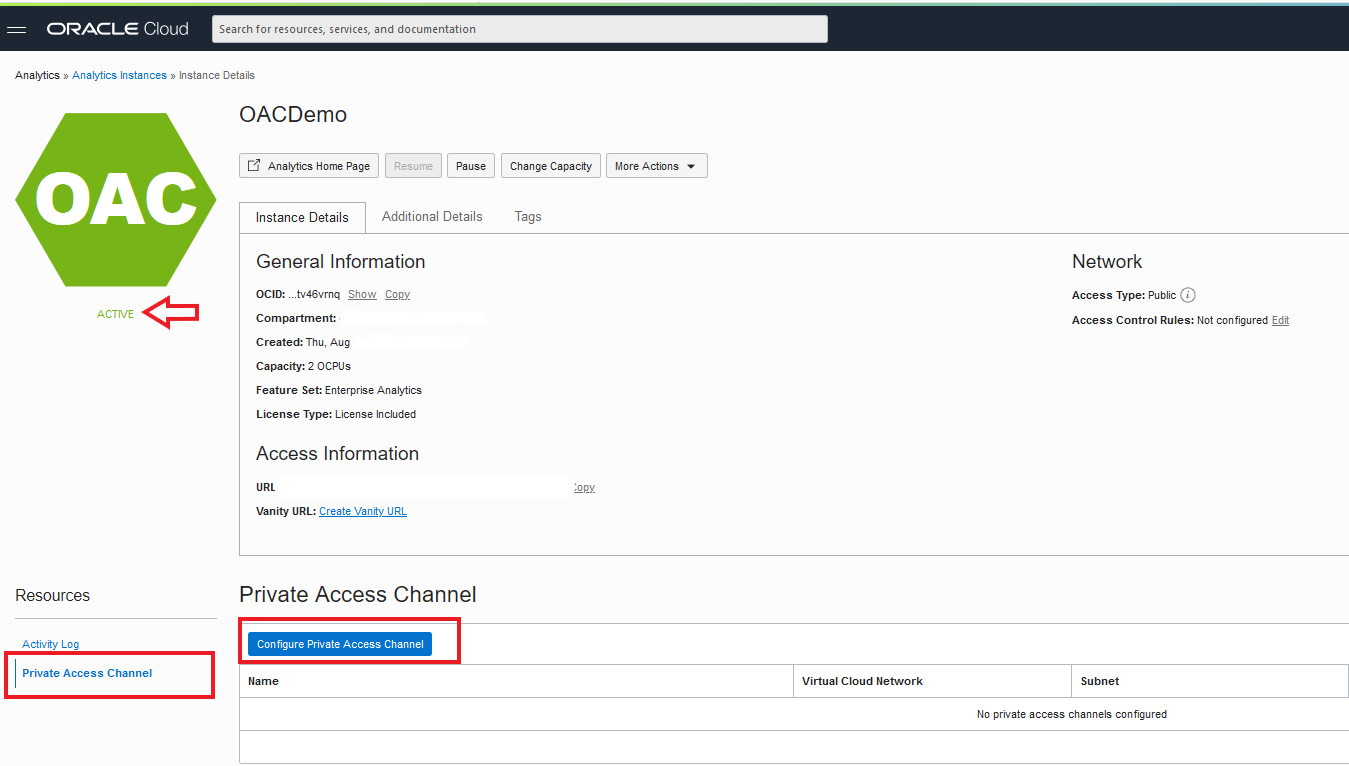 ORACLE Cloud
Search for resources, services, and documentation
Analytics » Analytics Instances » Instance Details
OAC
ACTIVE
OACDemo
Analytics Home Page Resume Pause Change Capacity More Actions
Instance Details Additional Details Tags
General Information
OCID: ...tv46vrnq Show Copy
Compartment:
Created: Thu, Aug
Capacity: 2 OCPUs
Feature Set: Enterprise Analytics
License Type: License Included
Access Information
URL Copy
Vanity URL: Create Vanity URL
Network
Access Type: Public i
Access Control Rules: Not configured Edit
Resources
Activity Log
Private Access Channel
Private Access Channel
Configure Private Access Channel
Name Virtual Cloud Network Subnet
No private access channels configured